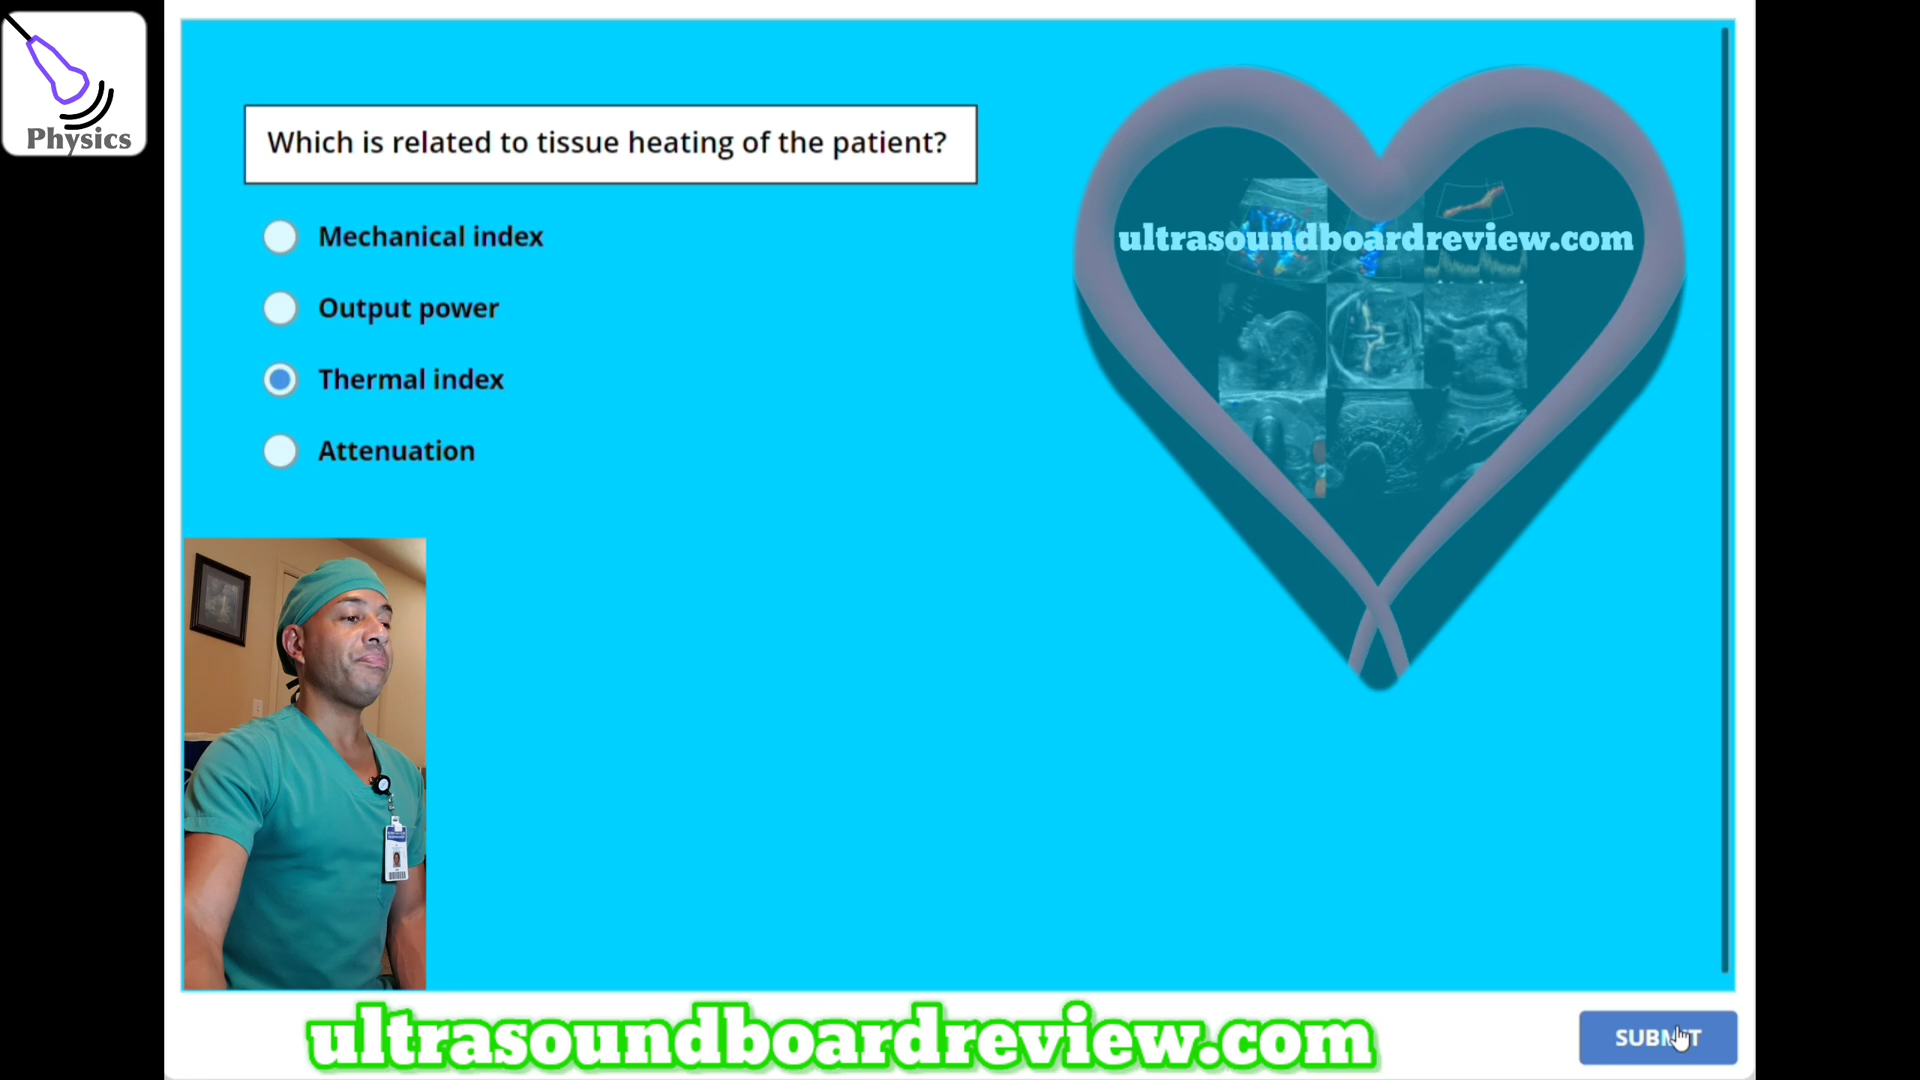 Physics
Which is related to tissue heating of the patient?
Mechanical index
Output power
Thermal index
Attenuation
ultrasoundboardreview.com
ultrasoundboardreview.com
SUBMIT